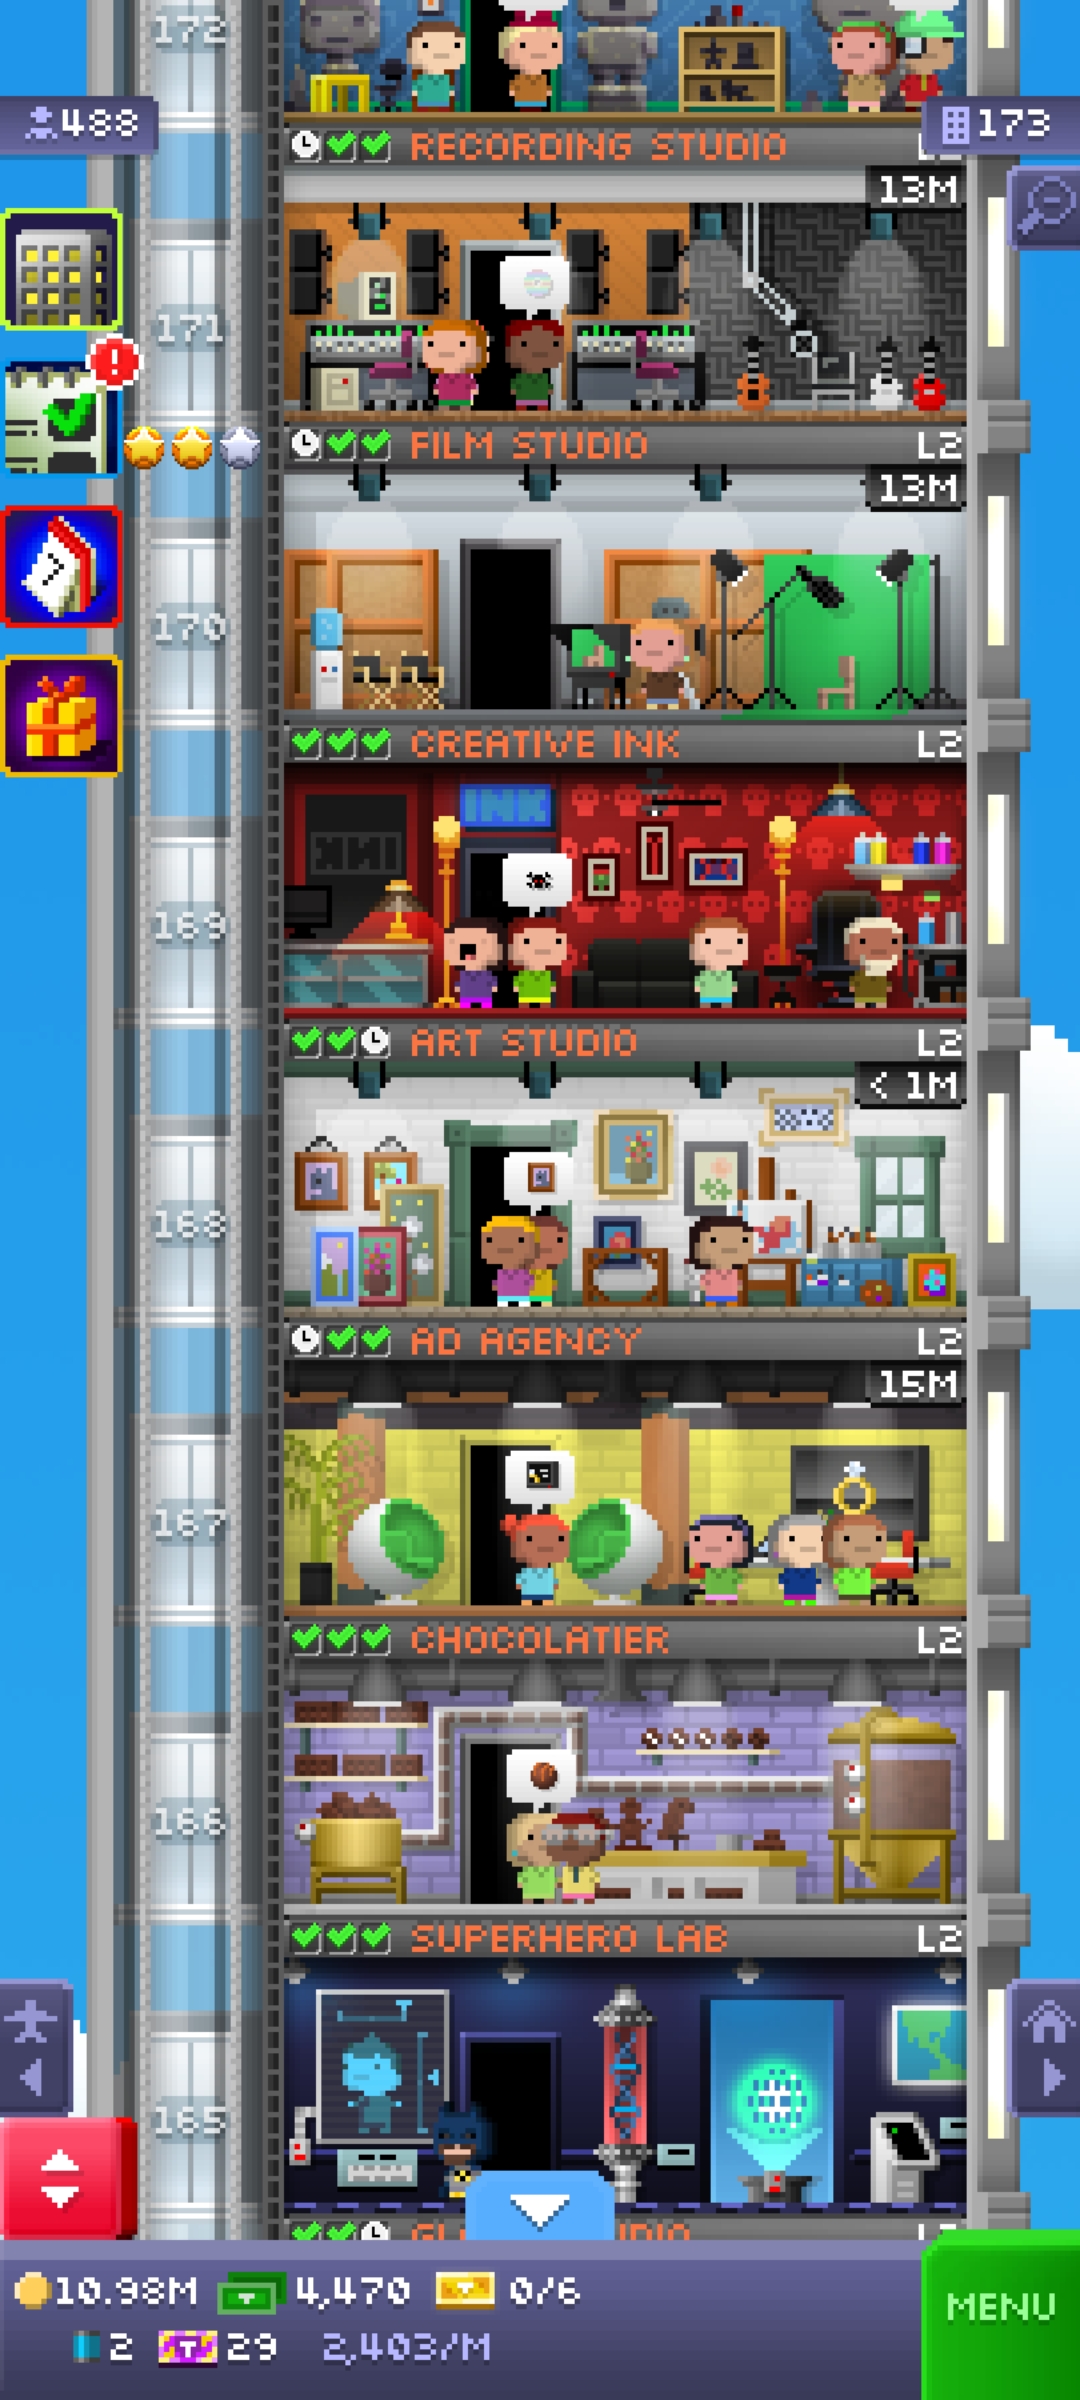 172
488
173
RECORDING STUDIO
13M
171
FILM STUDIO L2
13M
7
170
CREATIVE INK L2
INK
169
ART STUDIO L2
< 1M
168
AD AGENCY L2
15M
167
CHOCOLATIER L2
166
SUPERHERO LAB L2
165
10.98M 4,470 0/6
MENU
2 29 2,403/M